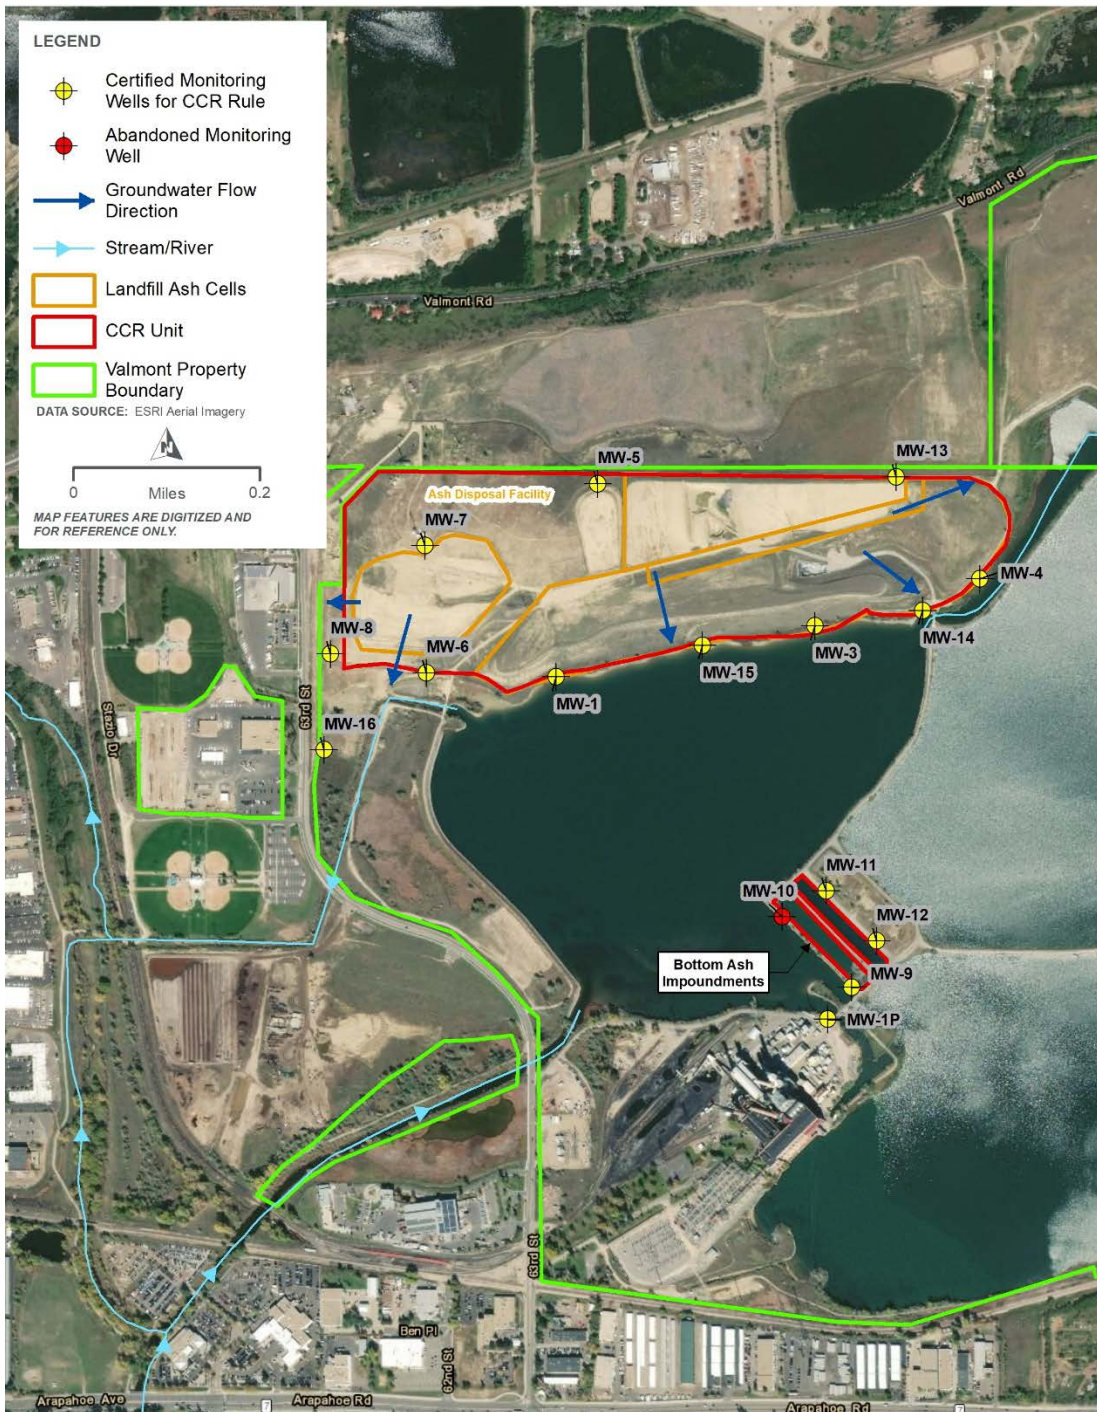 LEGEND
Certified Monitoring
Wells for CCR Rule
Abandoned Monitoring
Well
Groundwater Flow
Direction
Stream/River
Landfill Ash Cells
CCR Unit
Valmont Property
Boundary
DATA SOURCE: ESRI Aerial Imagery
N
0 Miles 0.2
MAP FEATURES ARE DIGITIZED AND
FOR REFERENCE ONLY.
Valmont Rd
Valmont Rd
MW-5
MW-13
Ash Disposal Facility
MW-7
MW-4
MW-14
MW-8
MW-6
MW-3
MW-15
MW-1
63rd St
Stazio Dr
MW-16
MW-11
MW-10
MW-12
Bottom Ash
Impoundments
MW-9
MW-1P
63rd St
Ben Pl
62nd St
Arapahoe Ave
Arapahoe Rd
7
Arapahoe Rd
7